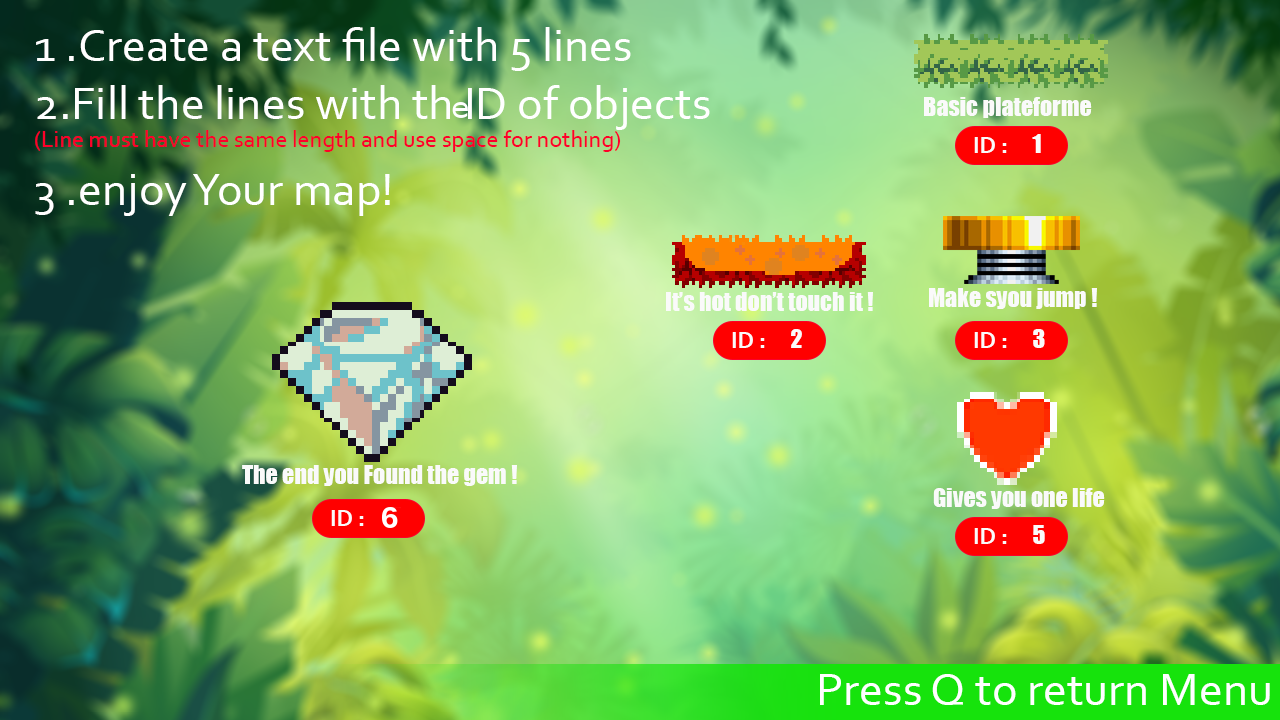 1 .Create a text file with 5 lines
2.Fill the lines with the ID of objects
(Line must have the same length and use space for nothing)
3 .enjoy Your map!
Basic plateforme
ID : 1
It's hot don't touch it !
ID : 2
Make syou jump !
ID : 3
The end you Found the gem !
ID : 6
Gives you one life
ID : 5
Press Q to return Menu